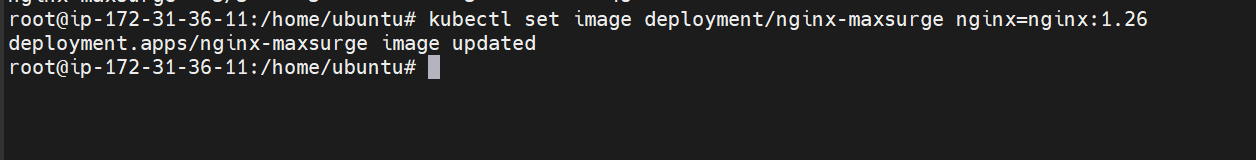 root@ip-172-31-36-11:/home/ubuntu# kubectl set image deployment/nginx-maxsurge nginx=nginx:1.26
deployment.apps/nginx-maxsurge image updated
root@ip-172-31-36-11:/home/ubuntu#